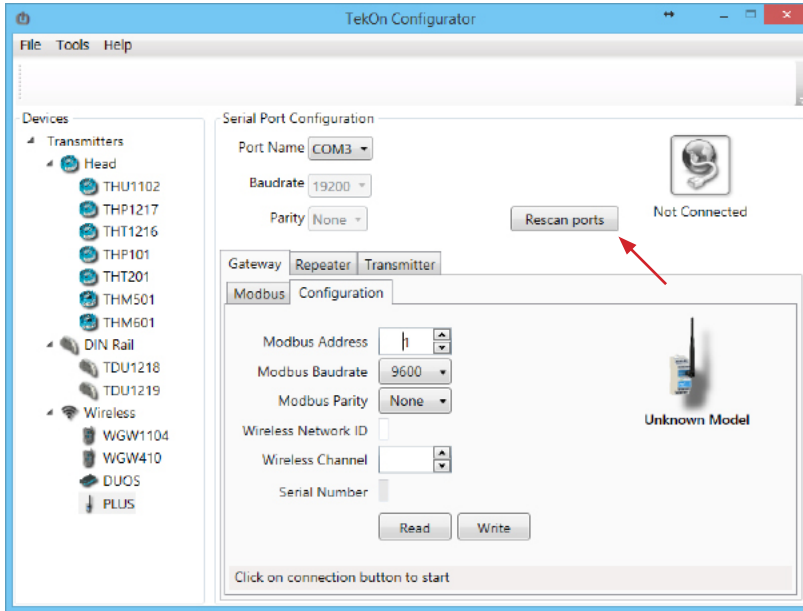 TekOn Configurator
File Tools Help
Devices
Transmitters
Head
THU1102
THP1217
THT1216
THP101
THT201
THM501
THM601
DIN Rail
TDU1218
TDU1219
Wireless
WGW1104
WGW410
DUOS
PLUS
Serial Port Configuration
Port Name COM3
Baudrate 19200
Parity None
Rescan ports
Not Connected
Gateway Repeater Transmitter
Modbus Configuration
Modbus Address 1
Modbus Baudrate 9600
Modbus Parity None
Wireless Network ID
Wireless Channel
Serial Number
Unknown Model
Read Write
Click on connection button to start